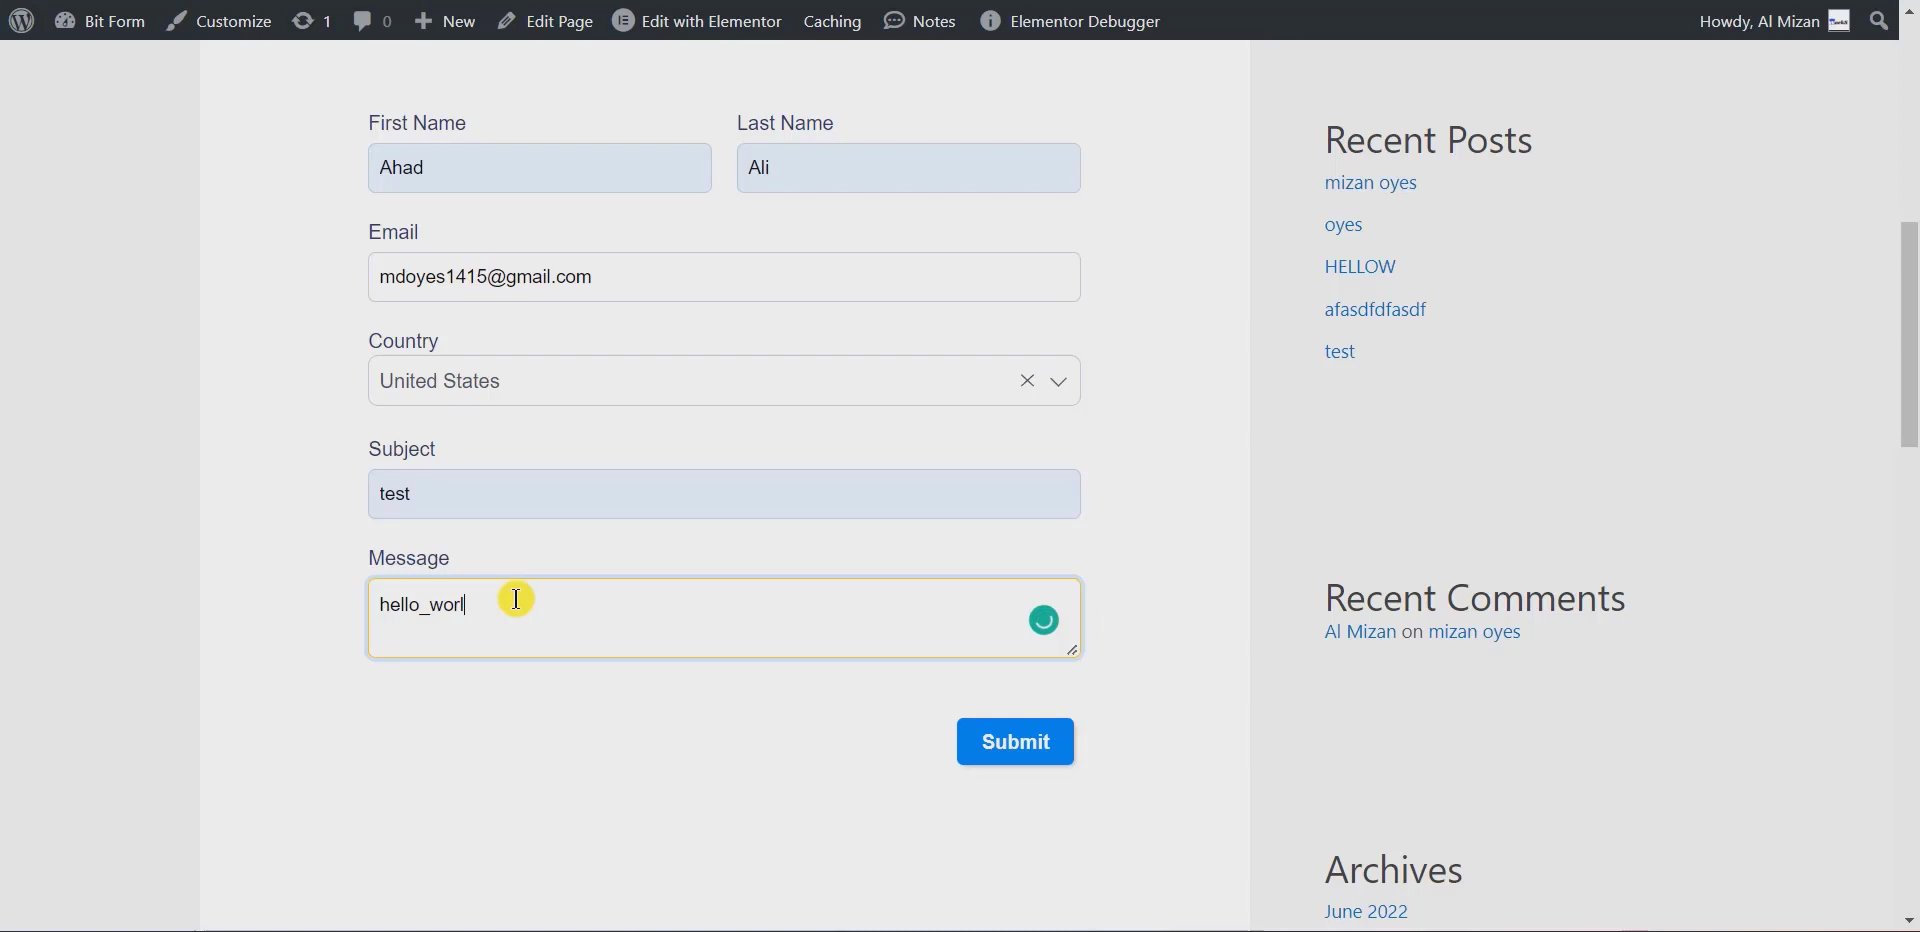 Bit Form Customize 1 0 New Edit Page Edit with Elementor Caching Notes Elementor Debugger Howdy, Al Mizan
First Name Last Name
Ahad Ali
Email
mdoyes1415@gmail.com
Country
United States
Subject
test
Message
hello_worl
Submit
Recent Posts
mizan oyes
oyes
HELLOW
afasdfdfasdf
test
Recent Comments
Al Mizan on mizan oyes
Archives
June 2022